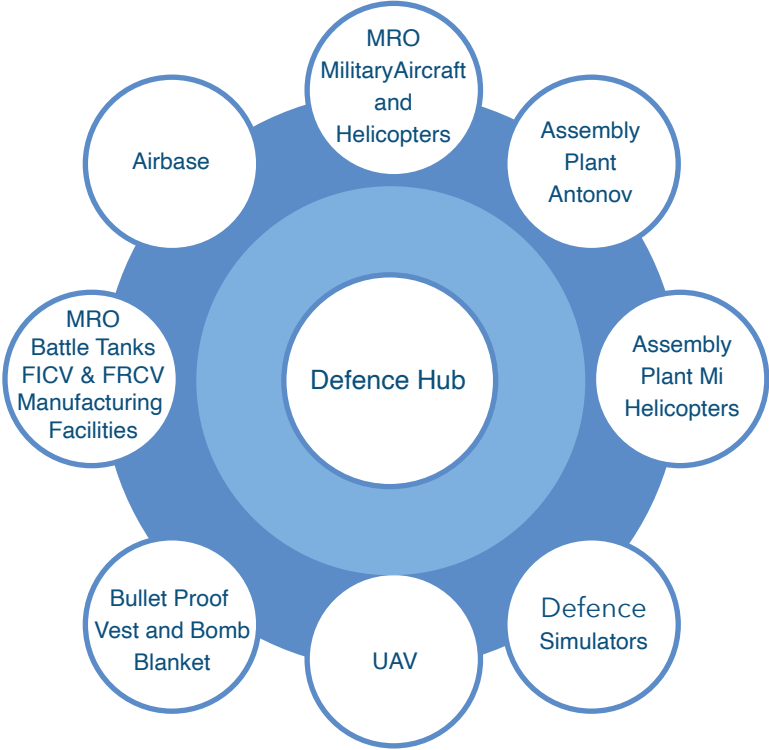 MRO
MilitaryAircraft
and
Helicopters
Assembly
Plant
Antonov
Airbase
MRO
Battle Tanks
FICV & FRCV
Manufacturing
Facilities
Defence Hub
Assembly
Plant Mi
Helicopters
Bullet Proof
Vest and Bomb
Blanket
UAV
Defence
Simulators